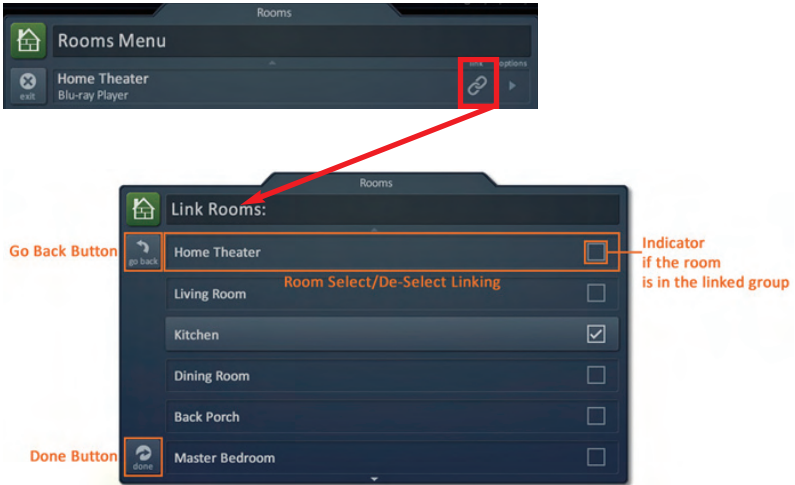 Rooms
Rooms Menu
link options
Home Theater
Blu-ray Player
exit
Rooms
Link Rooms:
Go Back Button
go back
Home Theater
Indicator
if the room
is in the linked group
Room Select/De-Select Linking
Living Room
Kitchen
Dining Room
Back Porch
Done Button
done
Master Bedroom